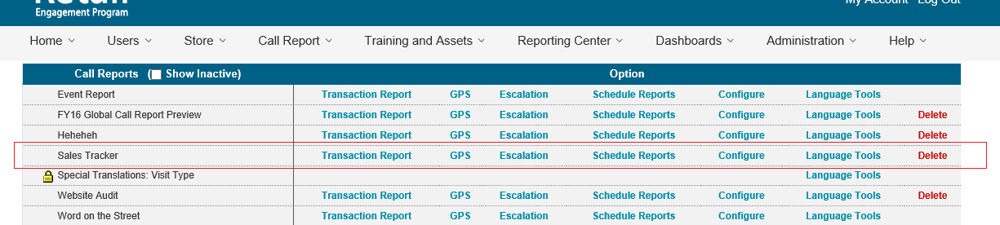 Retail
Engagement Program
My Account Log Out
Home Users Store Call Report Training and Assets Reporting Center Dashboards Administration Help
Call Reports ( Show Inactive) Option
Event Report Transaction Report GPS Escalation Schedule Reports Configure Language Tools
FY16 Global Call Report Preview Transaction Report GPS Escalation Schedule Reports Configure Language Tools Delete
Heheheh Transaction Report GPS Escalation Schedule Reports Configure Language Tools Delete
Sales Tracker Transaction Report GPS Escalation Schedule Reports Configure Language Tools Delete
Special Translations: Visit Type Language Tools
Website Audit Transaction Report GPS Escalation Schedule Reports Configure Language Tools Delete
Word on the Street Transaction Report GPS Escalation Schedule Reports Configure Language Tools